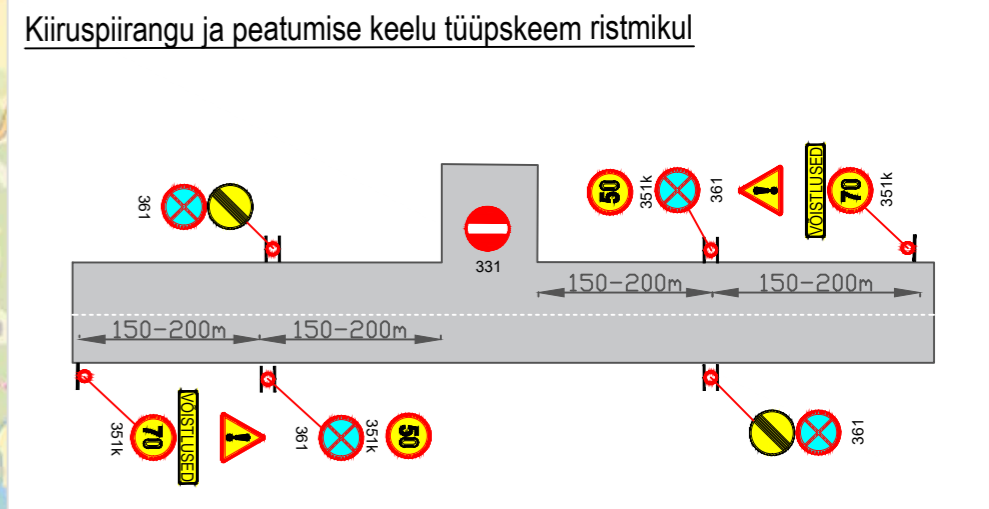 Kiiruspiirangu ja peatumise keelu tüüpskeem ristmikul
361
331
50
351k
361
VÕISTLUSED
70
351k
150-200m
150-200m
150-200m
150-200m
351k
70
VÕISTLUSED
361
351k
50
361